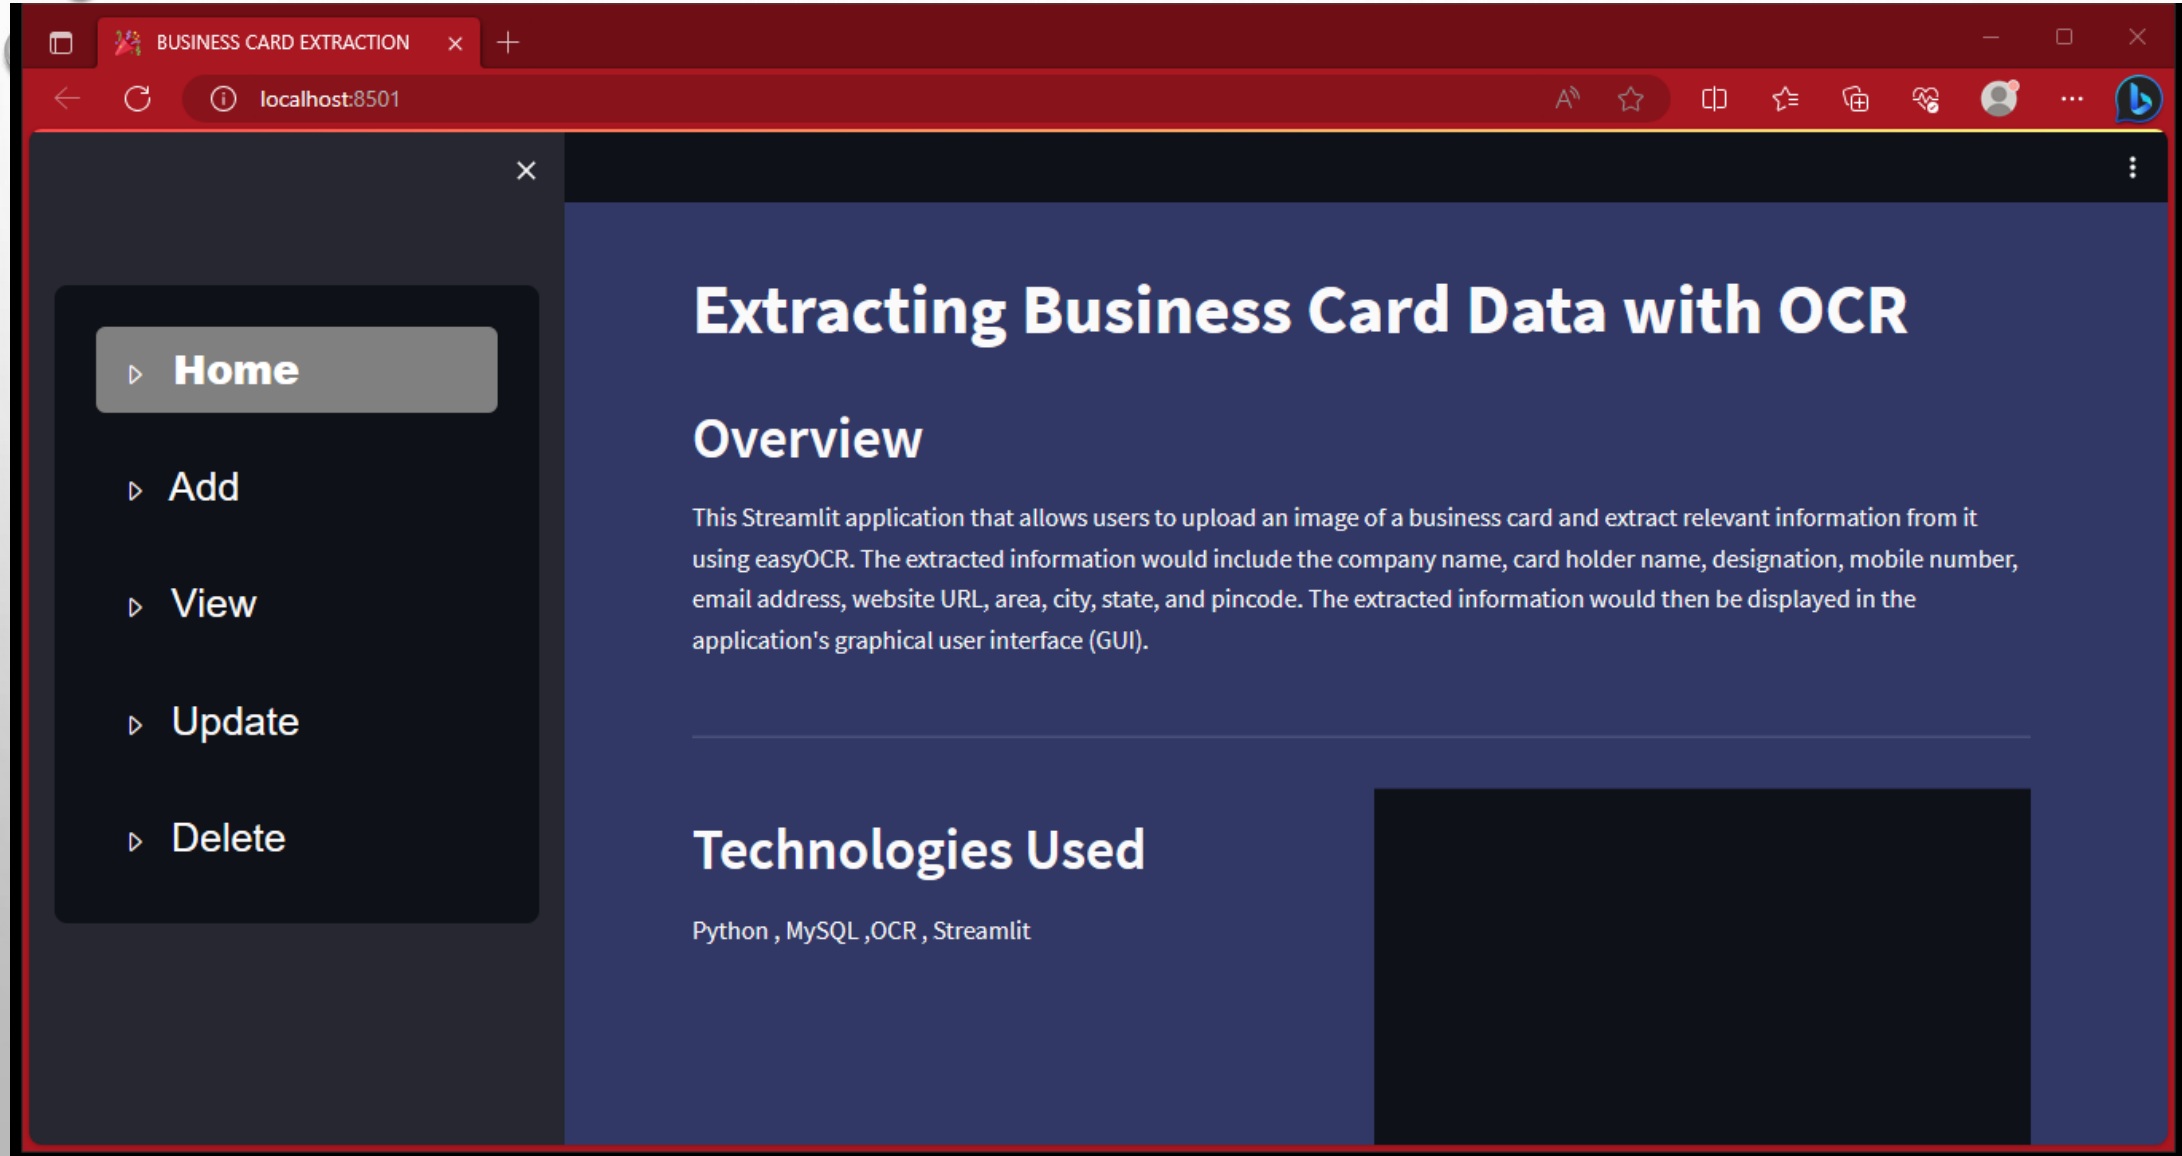 BUSINESS CARD EXTRACTION
localhost:8501
Home
Add
View
Update
Delete
Extracting Business Card Data with OCR
Overview
This Streamlit application that allows users to upload an image of a business card and extract relevant information from it
using easyOCR. The extracted information would include the company name, card holder name, designation, mobile number,
email address, website URL, area, city, state, and pincode. The extracted information would then be displayed in the
application's graphical user interface (GUI).
Technologies Used
Python , MySQL ,OCR , Streamlit